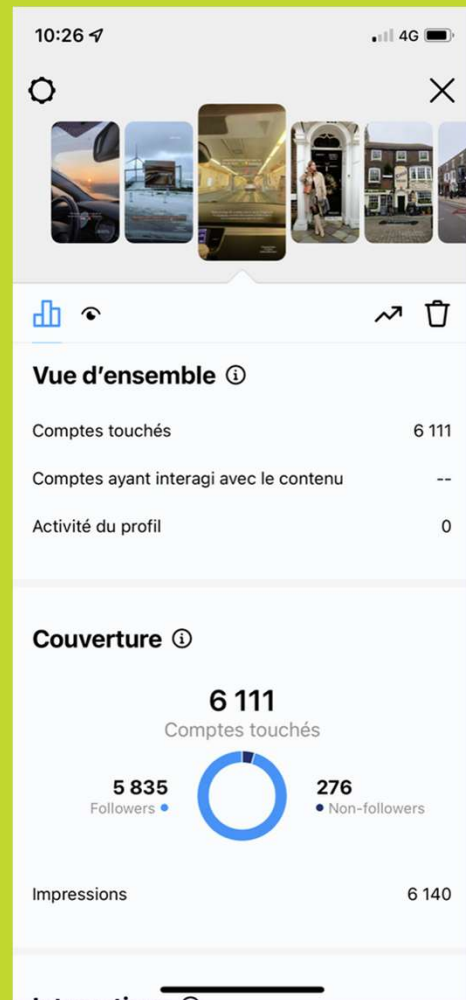 10:26
4G
Vue d’ensemble
Comptes touchés 6 111
Comptes ayant interagi avec le contenu --
Activité du profil 0
Couverture
6 111
Comptes touchés
5 835
Followers
276
Non-followers
Impressions 6 140